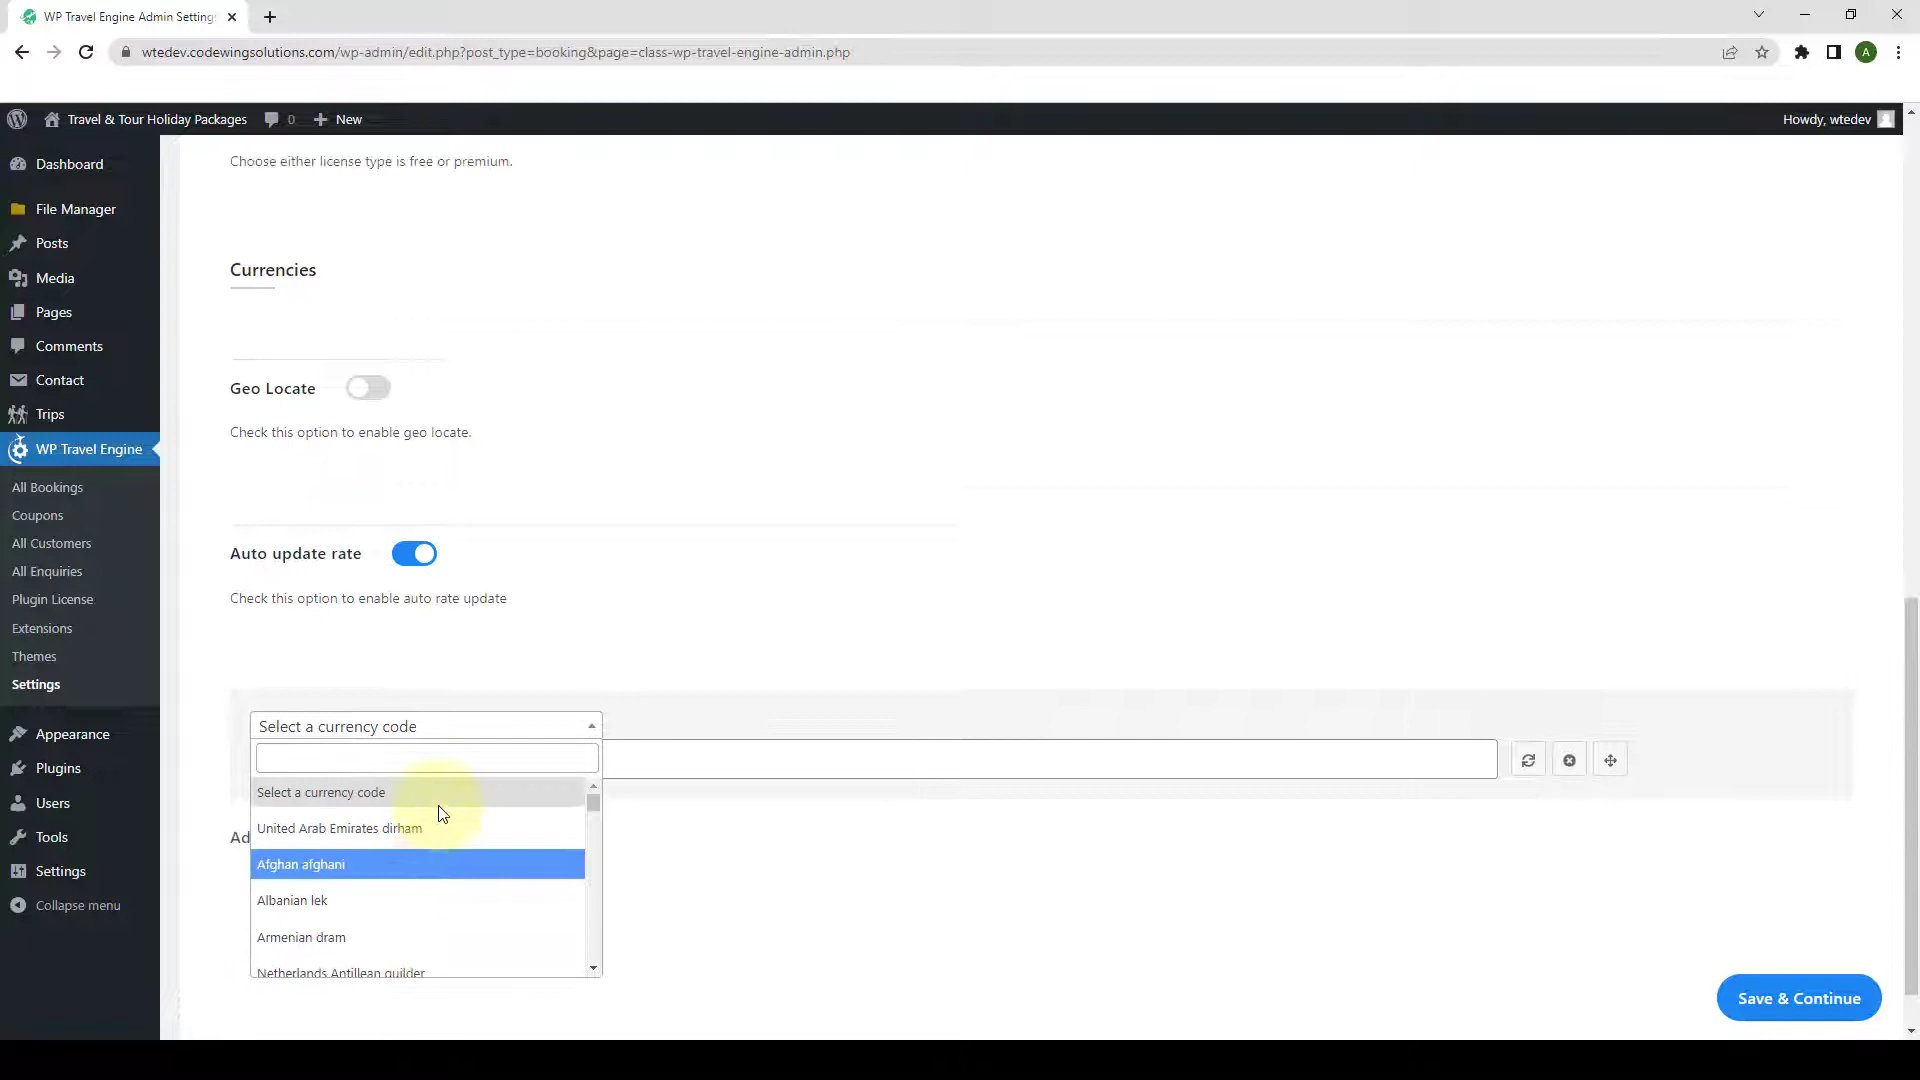 WP Travel Engine Admin Settings
wtedev.codewingsolutions.com/wp-admin/edit.php?post_type=booking&page=class-wp-travel-engine-admin.php
A
Travel & Tour Holiday Packages
0
New
Howdy, wtedev
Dashboard
File Manager
Posts
Media
Pages
Comments
Contact
Trips
WP Travel Engine
All Bookings
Coupons
All Customers
All Enquiries
Plugin License
Extensions
Themes
Settings
Appearance
Plugins
Users
Tools
Settings
Collapse menu
Choose either license type is free or premium.
Currencies
Geo Locate
Check this option to enable geo locate.
Auto update rate
Check this option to enable auto rate update
Select a currency code
Select a currency code
United Arab Emirates dirham
Afghan afghani
Albanian lek
Armenian dram
Netherlands Antillean guilder
Ad
Save & Continue